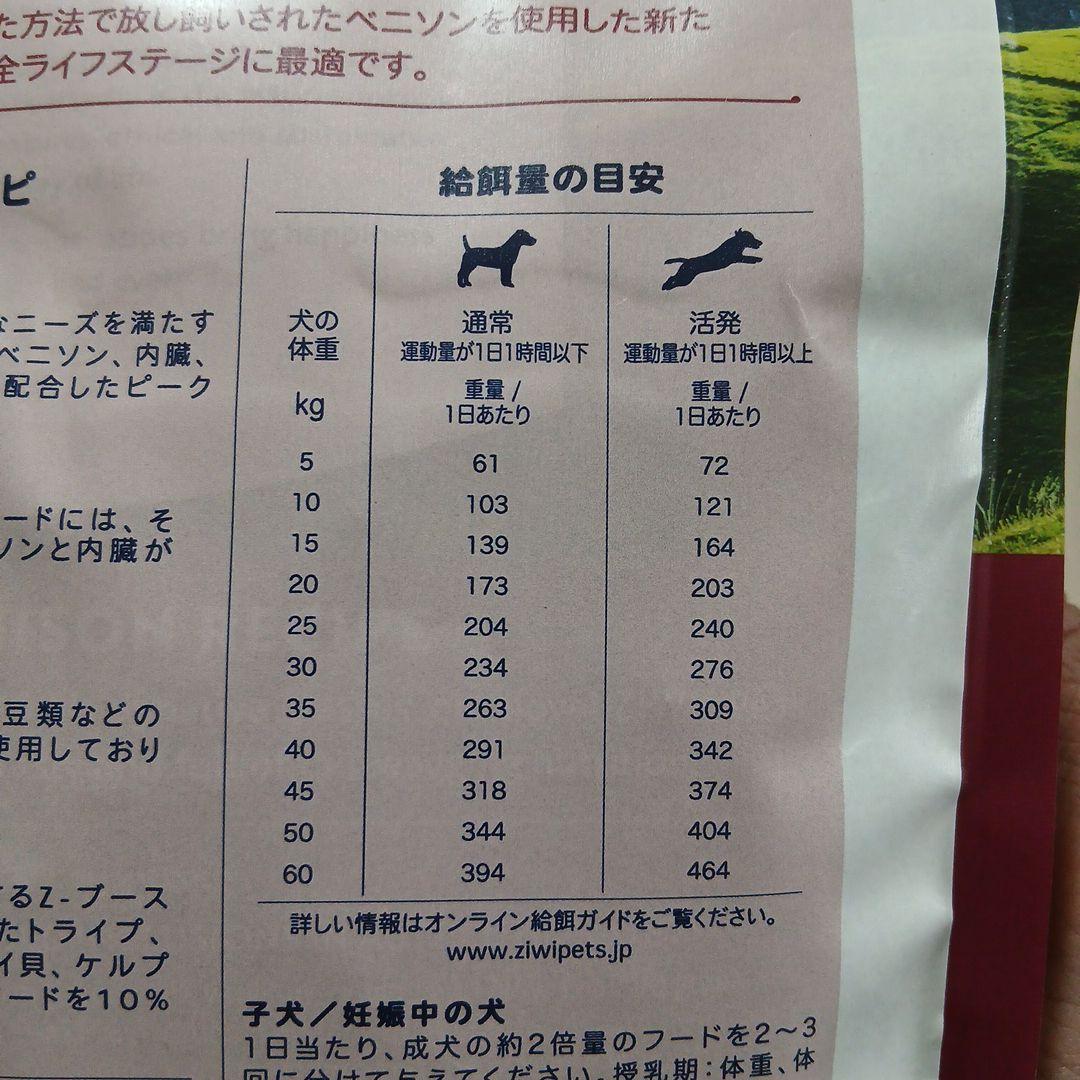 た方法で放し飼いされたベニソンを使用した新た
全ライフステージに最適です。
ピ
なニーズを満たす
ベニソン、内臓、
配合したピーク
ードには、そ
ソンと内臓が
豆類などの
使用しており
するZ-ブース
たトライプ、
イ貝、ケルプ
ードを10%
給餌量の目安
犬の
体重
kg
通常
運動量が1日1時間以下
重量 /
1日あたり
活発
運動量が1日1時間以上
重量 /
1日あたり
5 61 72
10 103 121
15 139 164
20 173 203
25 204 240
30 234 276
35 263 309
40 291 342
45 318 374
50 344 404
60 394 464
詳しい情報はオンライン給餌ガイドをご覧ください。
www.ziwipets.jp
子犬／妊娠中の犬
1日当たり、成犬の約2倍量のフードを2～3
回に分けて与えてください。授乳期：体重、体